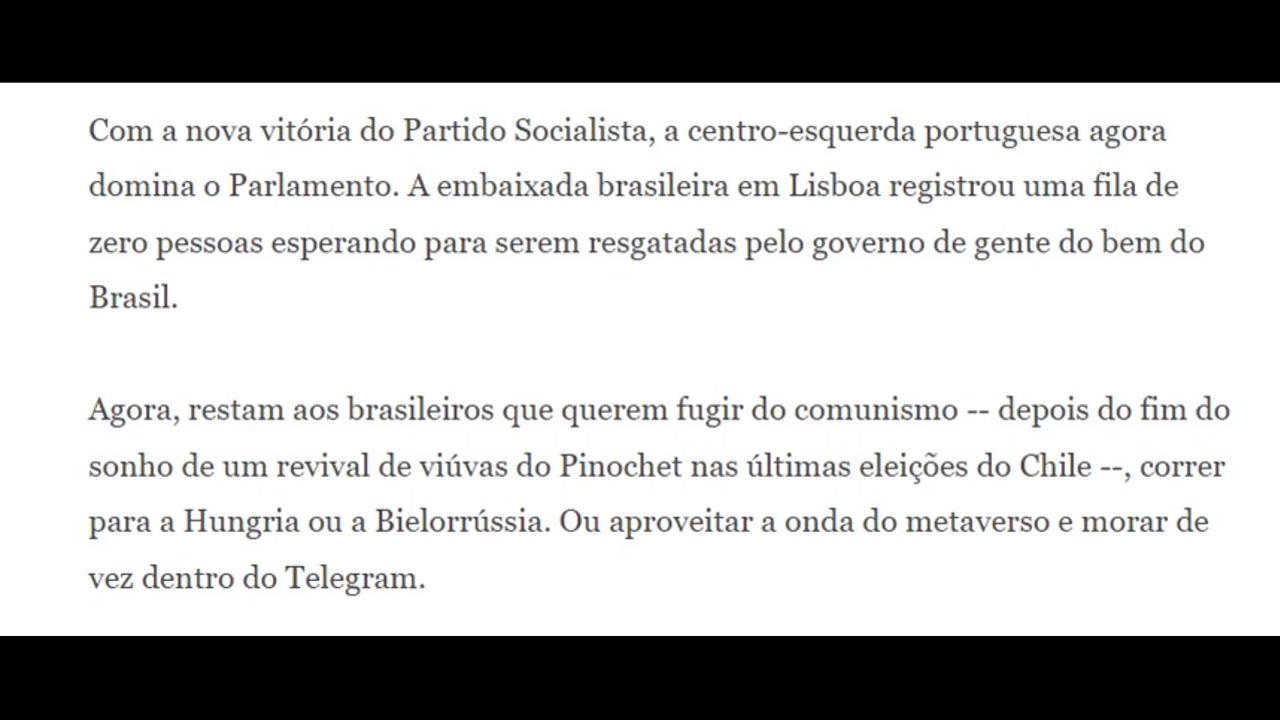 Com a nova vitória do Partido Socialista, a centro-esquerda portuguesa agora
domina o Parlamento. A embaixada brasileira em Lisboa registrou uma fila de
zero pessoas esperando para serem resgatadas pelo governo de gente do bem do
Brasil.
Agora, restam aos brasileiros que querem fugir do comunismo -- depois do fim do
sonho de um revival de viúvas do Pinochet nas últimas eleições do Chile --, correr
para a Hungria ou a Bielorrússia. Ou aproveitar a onda do metaverso e morar de
vez dentro do Telegram.